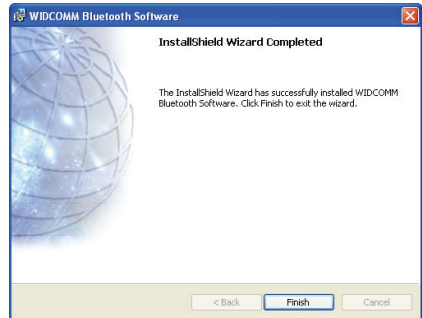 WIDCOMM Bluetooth Software
InstallShield Wizard Completed
The InstallShield Wizard has successfully installed WIDCOMM
Bluetooth Software. Click Finish to exit the wizard.
< Back Finish Cancel